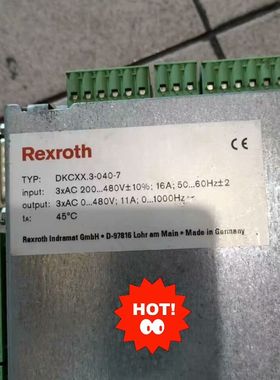 Rexroth
CE
TYP: DKCXX.3-040-7
input: 3xAC 200...480V±10%; 16A; 50...60Hz±2
output: 3xAC 0...480V; 11A; 0...1000Hz
tA: 45°C
Rexroth Indramat GmbH • D-97816 Lohr am Main • Made in Germany
HOT!